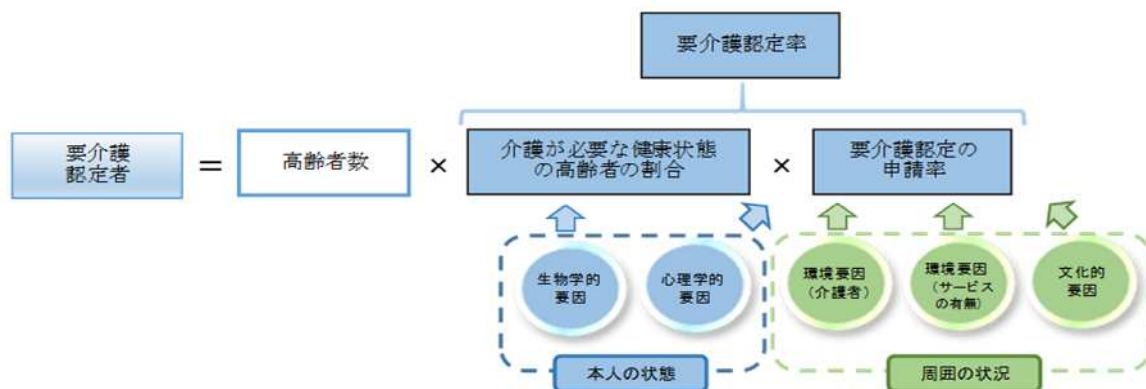 要介護認定率
要介護
認定者
＝
高齢者数
×
介護が必要な健康状態
の高齢者の割合
×
要介護認定の
申請率
生物学的
要因
心理学的
要因
環境要因
（介護者）
環境要因
（サービス
の有無）
文化的
要因
本人の状態
周囲の状況